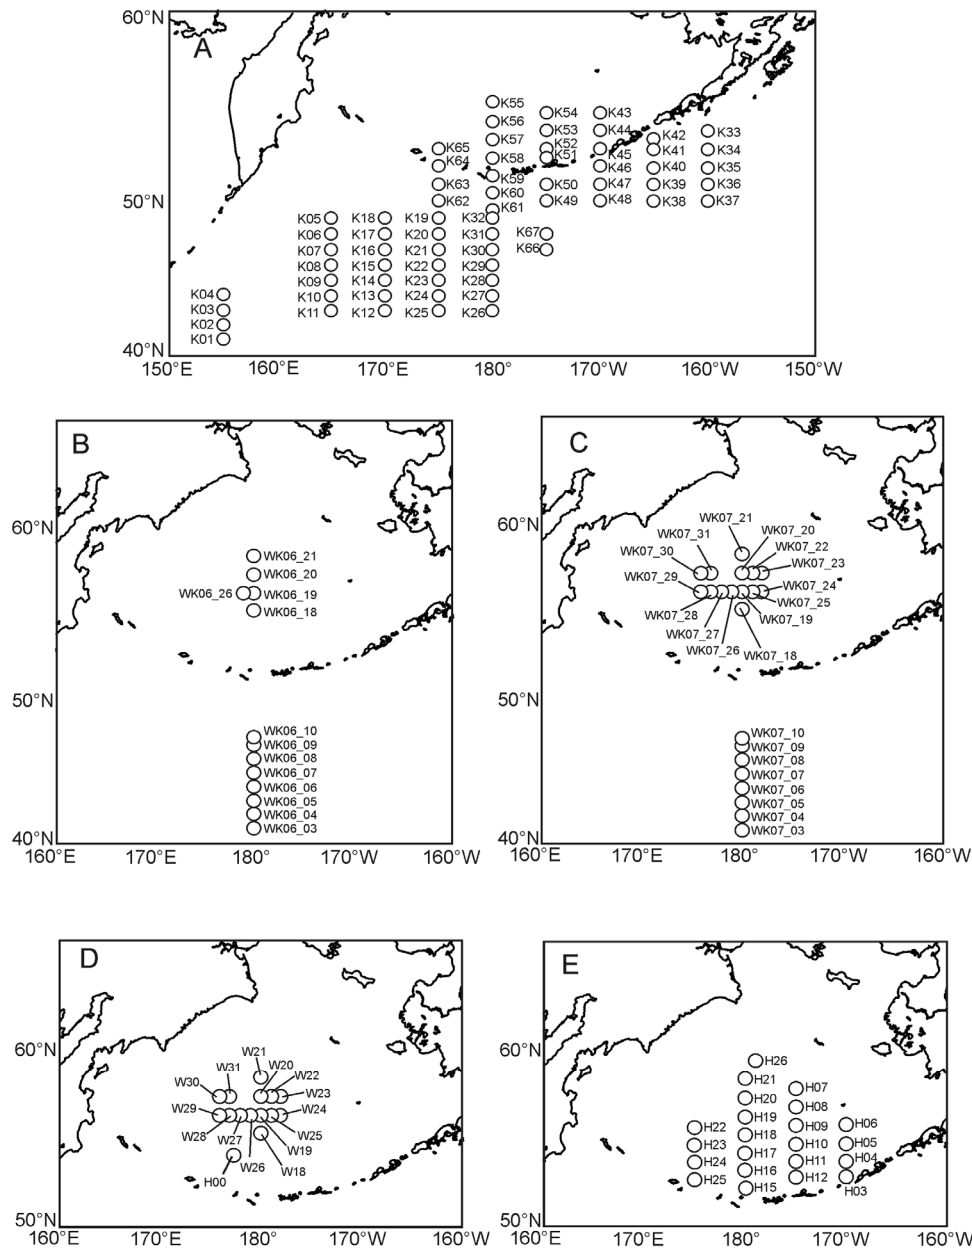 A
60°N
50°N
40°N
150°E 160°E 170°E 180° 170°W 160°W 150°W
K55
K56
K57
K58
K59
K60
K61
K54
K53
K52
K51
K50
K49
K43
K44
K45
K46
K47
K48
K42
K41
K40
K39
K38
K33
K34
K35
K36
K37
K65
K64
K63
K62
K67
K66
K05 K18 K19 K32
K06 K17 K20 K31
K07 K16 K21 K30
K08 K15 K22 K29
K09 K14 K23 K28
K10 K13 K24 K27
K11 K12 K25 K26
K04
K03
K02
K01
B
60°N
50°N
40°N
160°E 170°E 180° 170°W 160°W
WK06_21
WK06_20
WK06_26 WK06_19
WK06_18
WK06_10
WK06_09
WK06_08
WK06_07
WK06_06
WK06_05
WK06_04
WK06_03
C
60°N
50°N
40°N
160°E 170°E 180° 170°W 160°W
WK07_21
WK07_20
WK07_31
WK07_22
WK07_30
WK07_23
WK07_29
WK07_24
WK07_25
WK07_28
WK07_19
WK07_27
WK07_26
WK07_18
WK07_10
WK07_09
WK07_08
WK07_07
WK07_06
WK07_05
WK07_04
WK07_03
D
60°N
50°N
160°E 170°E 180° 170°W 160°W
W21
W20
W31
W22
W30
W23
W29
W24
W28
W25
W27
W19
W26
W18
H00
E
60°N
50°N
160°E 170°E 180° 170°W 160°W
H26
H21
H20
H19
H18
H17
H16
H15
H07
H08
H09
H10
H11
H12
H06
H05
H04
H03
H22
H23
H24
H25